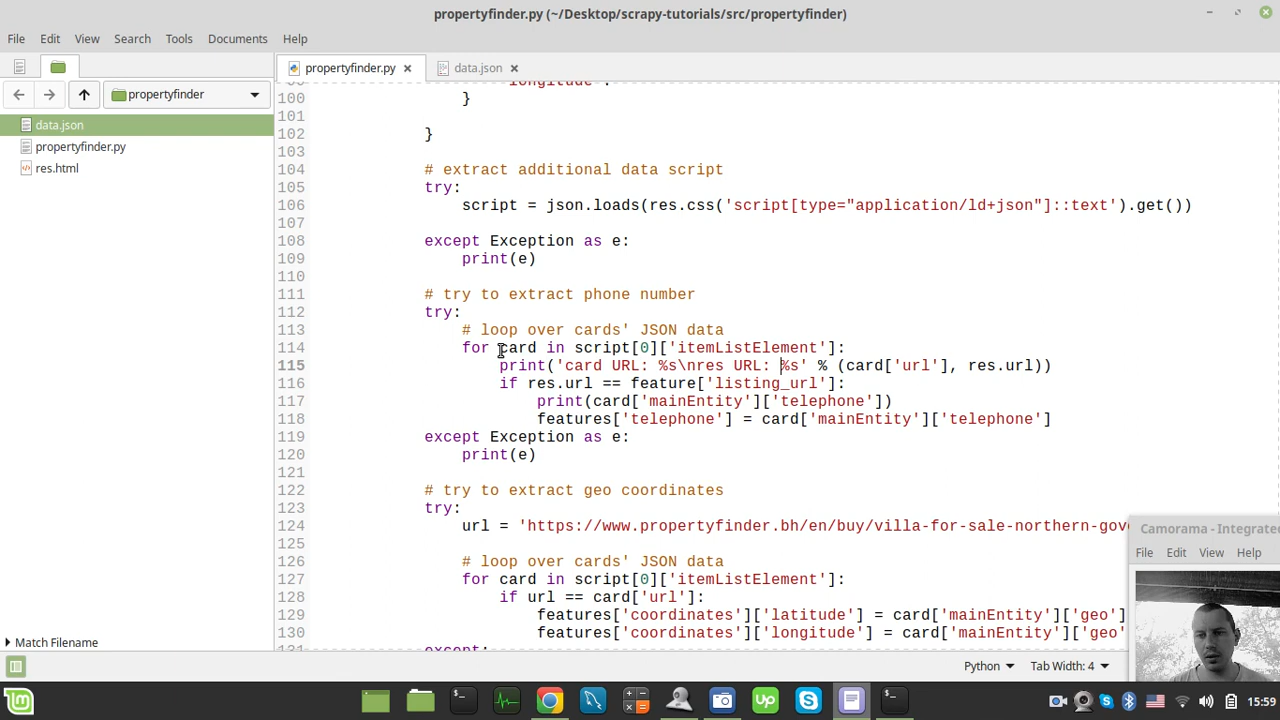 propertyfinder.py (~/Desktop/scrapy-tutorials/src/propertyfinder)
File Edit View Search Tools Documents Help
propertyfinder.py data.json
propertyfinder
data.json
propertyfinder.py
res.html
longitude
100 }
101
102 }
103
104 # extract additional data script
105 try:
106 script = json.loads(res.css('script[type="application/ld+json"]::text').get())
107
108 except Exception as e:
109 print(e)
110
111 # try to extract phone number
112 try:
113 # loop over cards' JSON data
114 for card in script[0]['itemListElement']:
115 print('card URL: %s\nres URL: %s' % (card['url'], res.url))
116 if res.url == feature['listing_url']:
117 print(card['mainEntity']['telephone'])
118 features['telephone'] = card['mainEntity']['telephone']
119 except Exception as e:
120 print(e)
121
122 # try to extract geo coordinates
123 try:
124 url = 'https://www.propertyfinder.bh/en/buy/villa-for-sale-northern-gov
125
126 # loop over cards' JSON data
127 for card in script[0]['itemListElement']:
128 if url == card['url']:
129 features['coordinates']['latitude'] = card['mainEntity']['geo']
130 features['coordinates']['longitude'] = card['mainEntity']['geo'
Camorama - Integrated
File Edit View Help
Match Filename
Python Tab Width: 4
Up
15:59